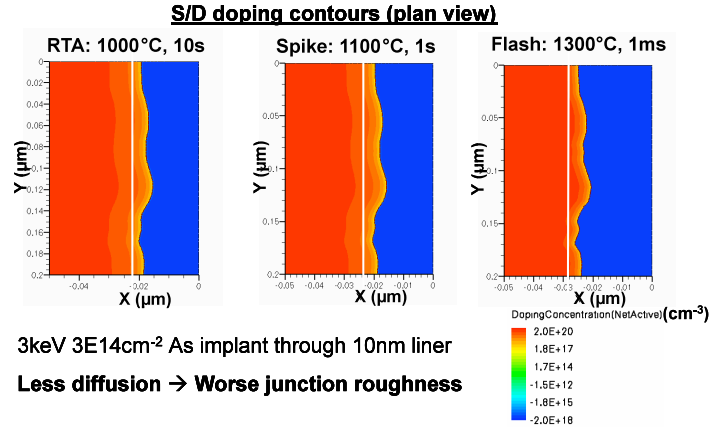 S/D doping contours (plan view)
RTA: 1000°C, 10s
Spike: 1100°C, 1s
Flash: 1300°C, 1ms
0
0.02
0.04
0.06
0.08
0.1
0.12
0.14
0.16
0.18
0.2
Y (µm)
-0.04
-0.02
0
X (µm)
0
0.05
0.1
0.15
0.2
Y (µm)
-0.05
-0.04
-0.03
-0.02
-0.01
0
X (µm)
0
0.05
0.1
0.15
0.2
Y (µm)
-0.05
-0.04
-0.03
-0.02
-0.01
0
X (µm)
DopingConcentration(NetActive) (cm⁻³)
2.0E+20
1.8E+17
1.7E+14
-1.5E+12
-1.8E+15
-2.0E+18
3keV 3E14cm⁻² As implant through 10nm liner
Less diffusion → Worse junction roughness